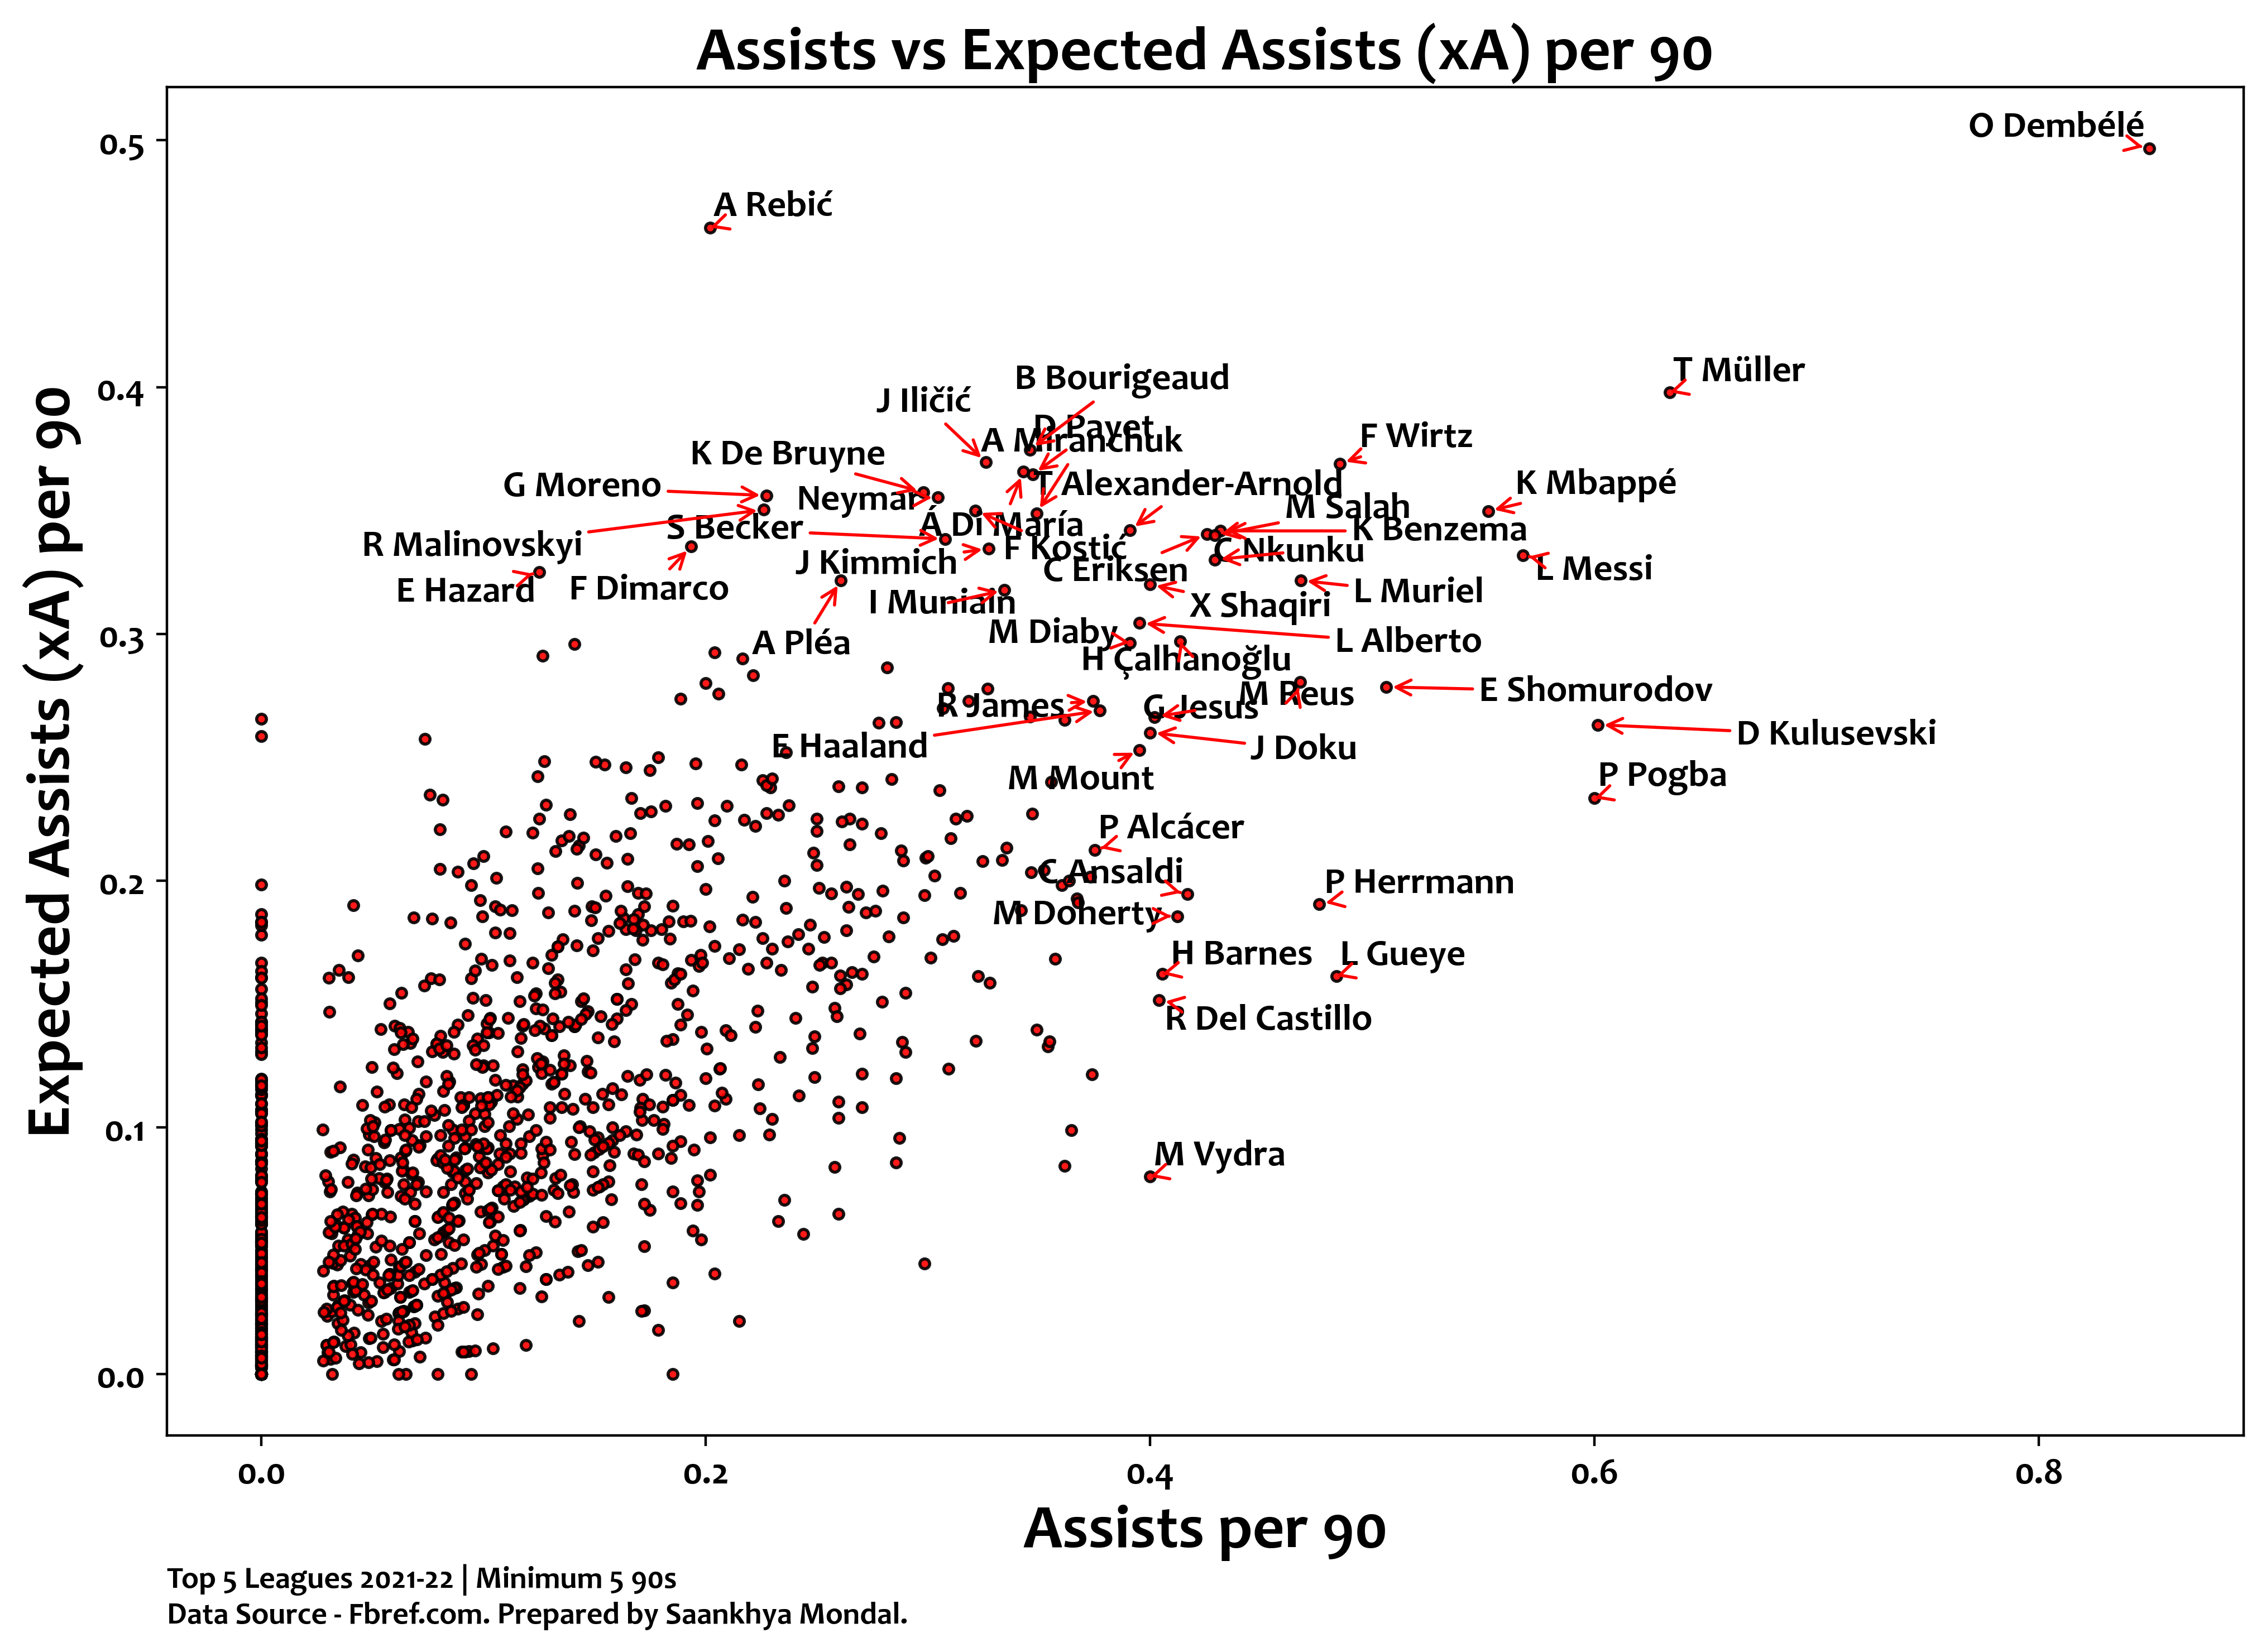 Assists vs Expected Assists (xA) per 90
O Dembélé
0.5
A Rebić
T Müller
B Bourigeaud
0.4
J Iličić
D Payet
F Wirtz
A Miranchuk
K De Bruyne
G Moreno
T Alexander-Arnold
K Mbappé
Neymar
M Salah
Á Di María
S Becker
K Benzema
R Malinovskyi
F Kostić
C Nkunku
J Kimmich
C Eriksen
L Messi
E Hazard
F Dimarco
L Muriel
I Muniain
X Shaqiri
0.3
M Diaby
A Pléa
L Alberto
H Çalhanoğlu
M Reus
E Shomurodov
R James
G Jesus
E Haaland
J Doku
D Kulusevski
M Mount
P Pogba
P Alcácer
0.2
C Ansaldi
P Herrmann
M Doherty
H Barnes
L Gueye
R Del Castillo
0.1
M Vydra
0.0
Expected Assists (xA) per 90
0.0 0.2 0.4 0.6 0.8
Assists per 90
Top 5 Leagues 2021-22 | Minimum 5 90s
Data Source - Fbref.com. Prepared by Saankhya Mondal.